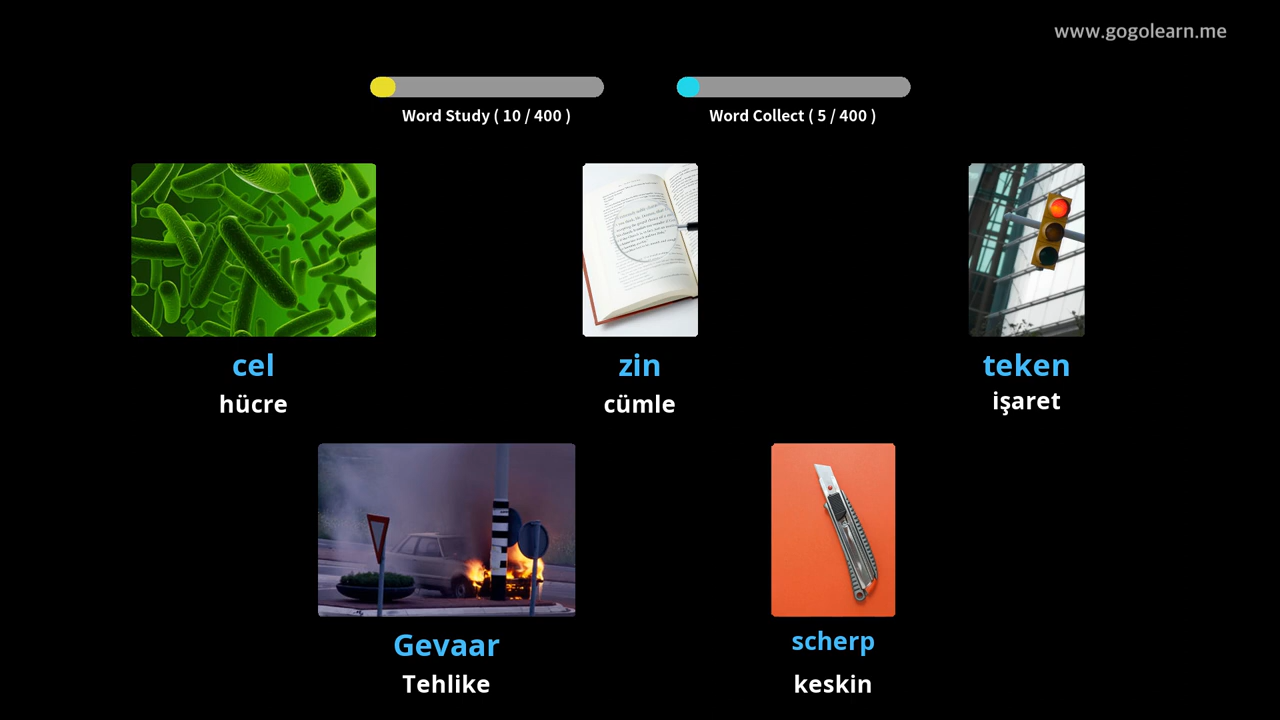 www.gogolearn.me
Word Study ( 10 / 400 )
Word Collect ( 5 / 400 )
cel
hücre
zin
cümle
teken
işaret
Gevaar
Tehlike
scherp
keskin